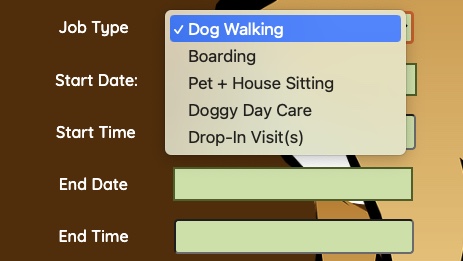 Job Type
✓ Dog Walking
Boarding
Pet + House Sitting
Doggy Day Care
Drop-In Visit(s)
Start Date:
Start Time
End Date
End Time